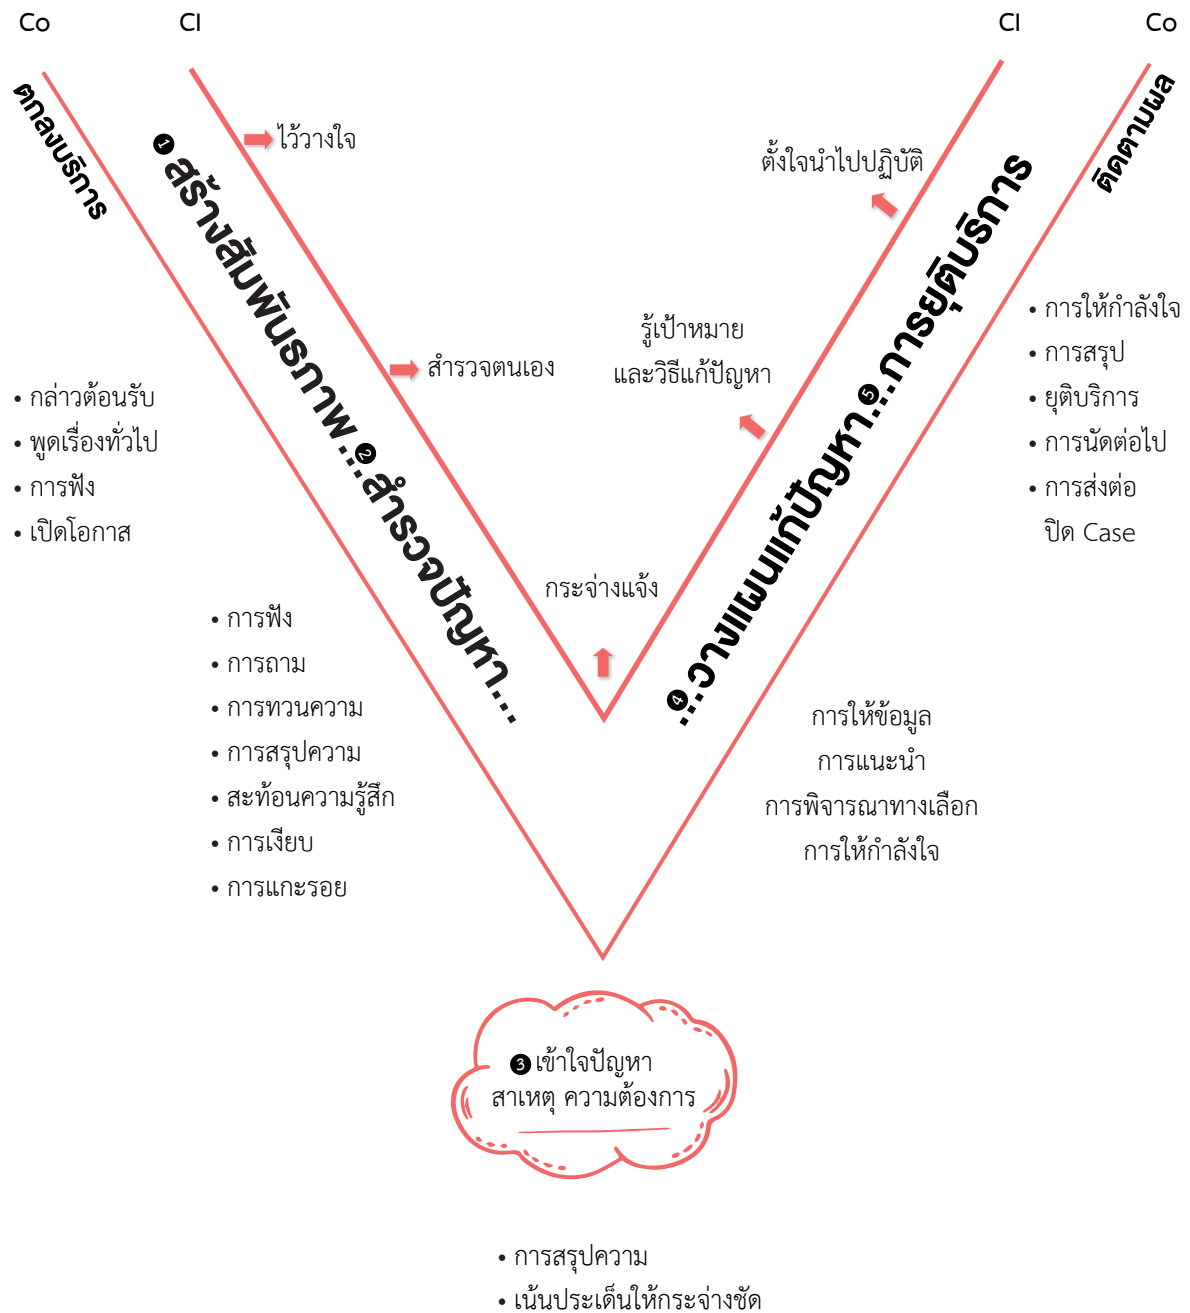 Co
Cl
Cl
Co
ตกลงบริการ
❶ สร้างสัมพันธภาพ...❷สำรวจปัญหา...
ไว้วางใจ
สำรวจตนเอง
กระจ่างแจ้ง
• กล่าวต้อนรับ
• พูดเรื่องทั่วไป
• การฟัง
• เปิดโอกาส
• การฟัง
• การถาม
• การทวนความ
• การสรุปความ
• สะท้อนความรู้สึก
• การเงียบ
• การแกะรอย
❸ เข้าใจปัญหา
สาเหตุ ความต้องการ
• การสรุปความ
• เน้นประเด็นให้กระจ่างชัด
❹...วางแผนแก้ปัญหา.❺..การยุติบริการ
รู้เป้าหมาย
และวิธีแก้ปัญหา
ตั้งใจนำไปปฏิบัติ
การให้ข้อมูล
การแนะนำ
การพิจารณาทางเลือก
การให้กำลังใจ
ติดตามผล
• การให้กำลังใจ
• การสรุป
• ยุติบริการ
• การนัดต่อไป
• การส่งต่อ
ปิด Case